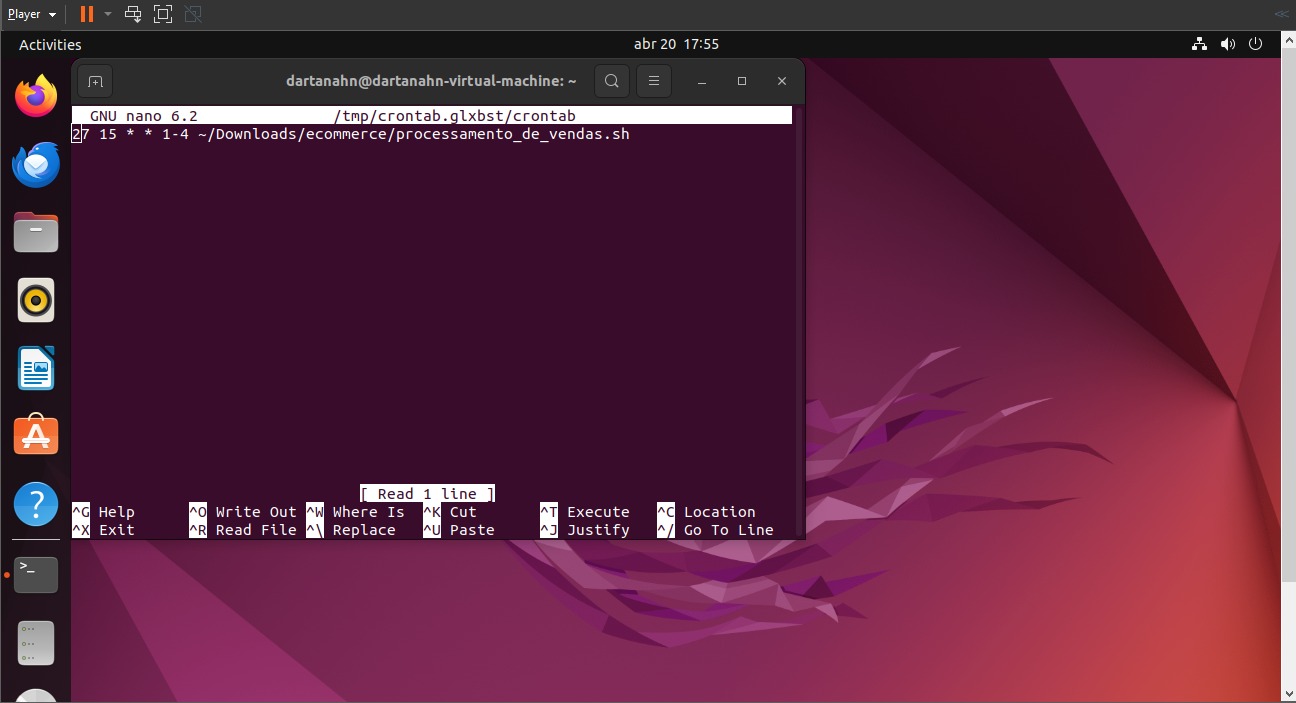 Player
Activities
abr 20 17:55
dartanahn@dartanahn-virtual-machine: ~
GNU nano 6.2 /tmp/crontab.glxbst/crontab
27 15 * * 1-4 ~/Downloads/ecommerce/processamento_de_vendas.sh
[ Read 1 line ]
^G Help ^O Write Out ^W Where Is ^K Cut ^T Execute ^C Location
^X Exit ^R Read File ^\ Replace ^U Paste ^J Justify ^/ Go To Line